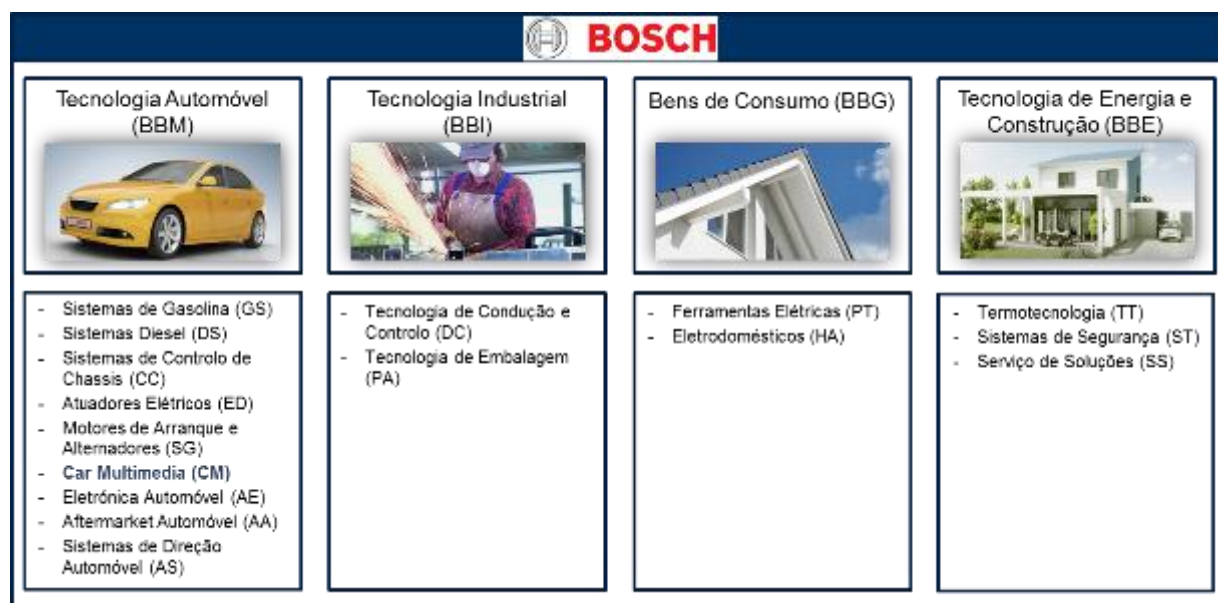 BOSCH
Tecnologia Automóvel
(BBM)
Tecnologia Industrial
(BBI)
Bens de Consumo (BBG)
Tecnologia de Energia e
Construção (BBE)
- Sistemas de Gasolina (GS)
- Sistemas Diesel (DS)
- Sistemas de Controlo de
Chassis (CC)
- Atuadores Elétricos (ED)
- Motores de Arranque e
Alternadores (SG)
- Car Multimedia (CM)
- Eletrónica Automóvel (AE)
- Aftermarket Automóvel (AA)
- Sistemas de Direção
Automóvel (AS)
- Tecnologia de Condução e
Controlo (DC)
- Tecnologia de Embalagem
(PA)
- Ferramentas Elétricas (PT)
- Eletrodomésticos (HA)
- Termotecnologia (TT)
- Sistemas de Segurança (ST)
- Serviço de Soluções (SS)